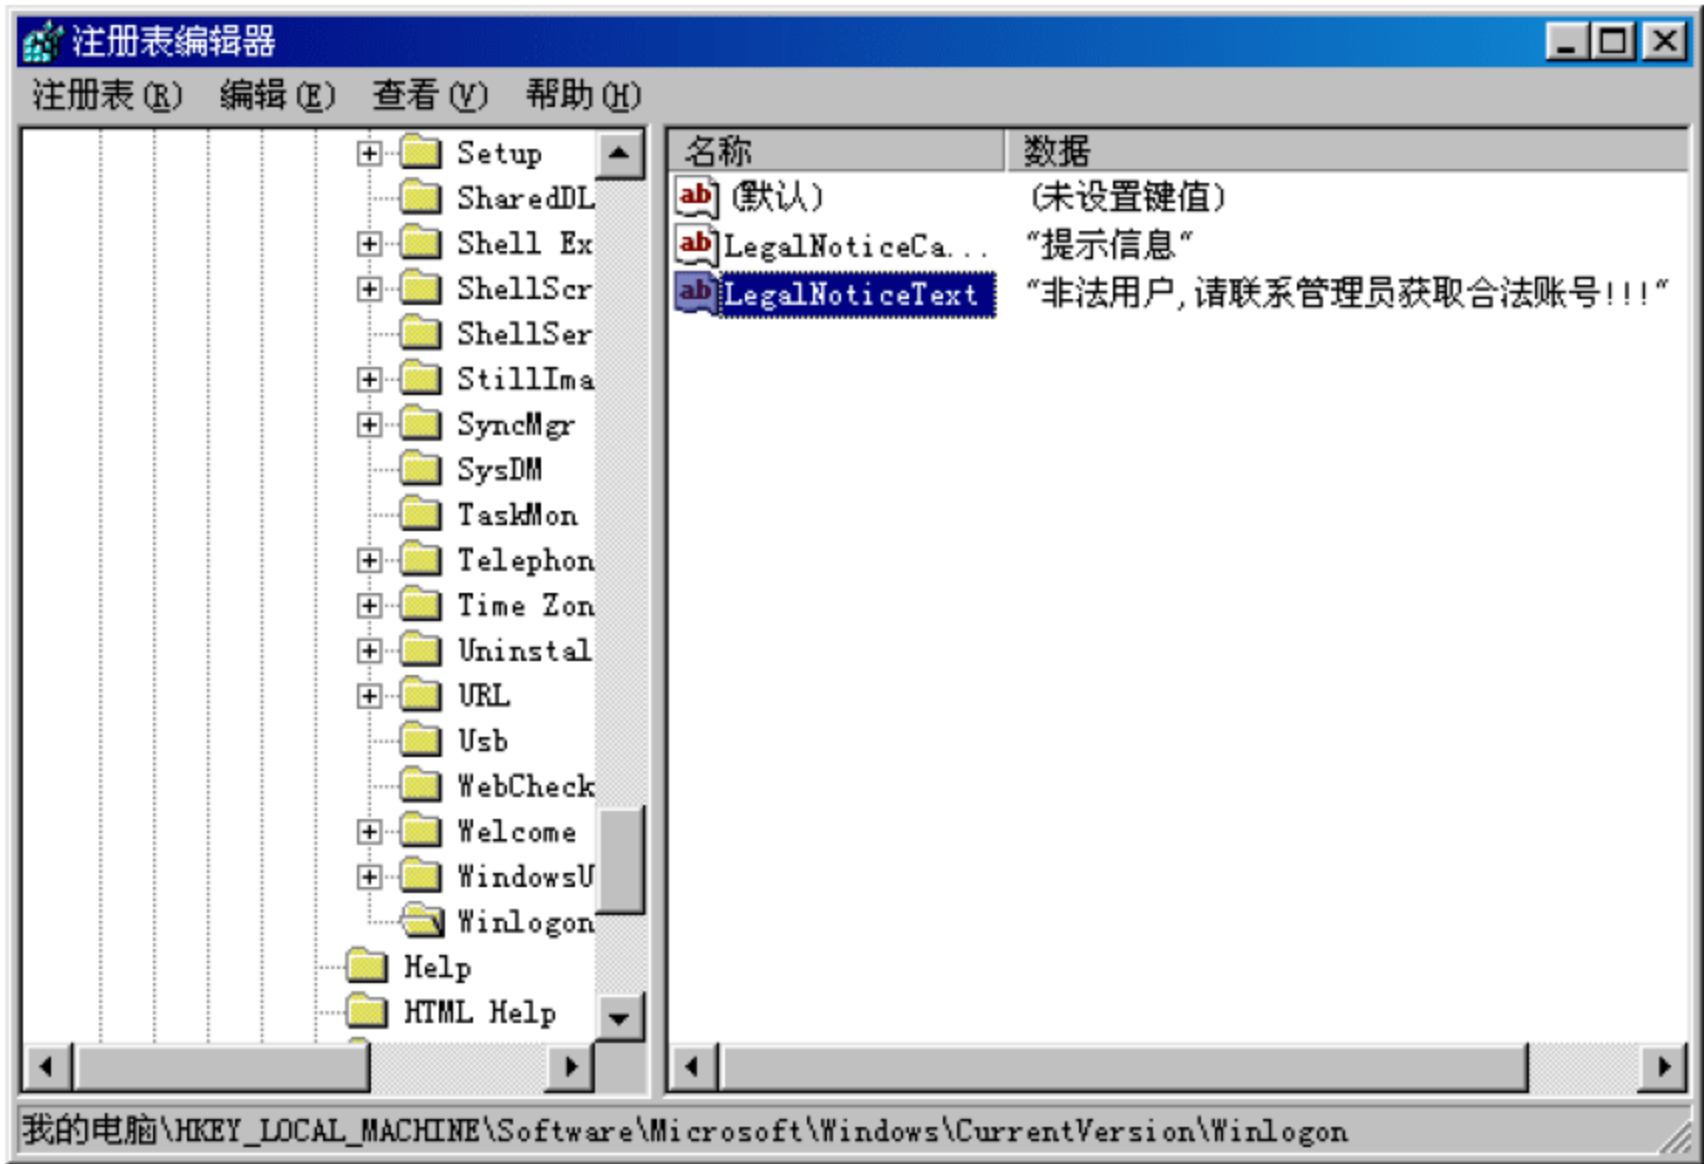 注册表编辑器
注册表(R) 编辑(E) 查看(V) 帮助(H)
Setup
SharedDL
Shell Ex
ShellScr
ShellSer
StillIma
SyncMgr
SysDM
TaskMon
Telephon
Time Zon
Uninstal
URL
Usb
WebCheck
Welcome
WindowsU
Winlogon
Help
HTML Help
名称 数据
(默认) (未设置键值)
LegalNoticeCa... "提示信息"
LegalNoticeText "非法用户,请联系管理员获取合法账号!!!"
我的电脑\HKEY_LOCAL_MACHINE\Software\Microsoft\Windows\CurrentVersion\Winlogon